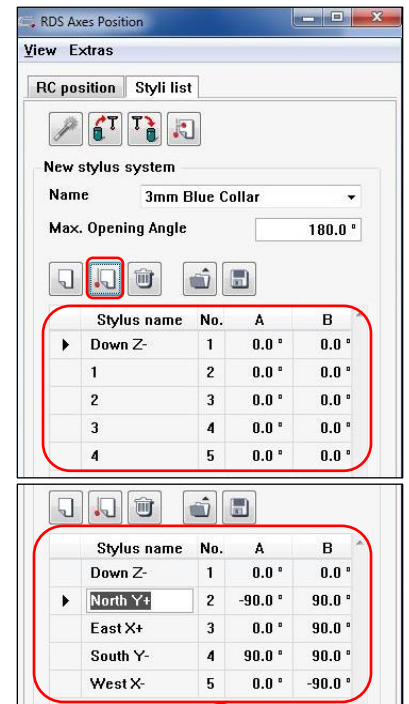 RDS Axes Position
View Extras
RC position Styli list
New stylus system
Name 3mm Blue Collar
Max. Opening Angle 180.0 °
Stylus name No. A B
Down Z- 1 0.0 ° 0.0 °
1 2 0.0 ° 0.0 °
2 3 0.0 ° 0.0 °
3 4 0.0 ° 0.0 °
4 5 0.0 ° 0.0 °
Stylus name No. A B
Down Z- 1 0.0 ° 0.0 °
North Y+ 2 -90.0 ° 90.0 °
East X+ 3 0.0 ° 90.0 °
South Y- 4 90.0 ° 90.0 °
West X- 5 0.0 ° -90.0 °